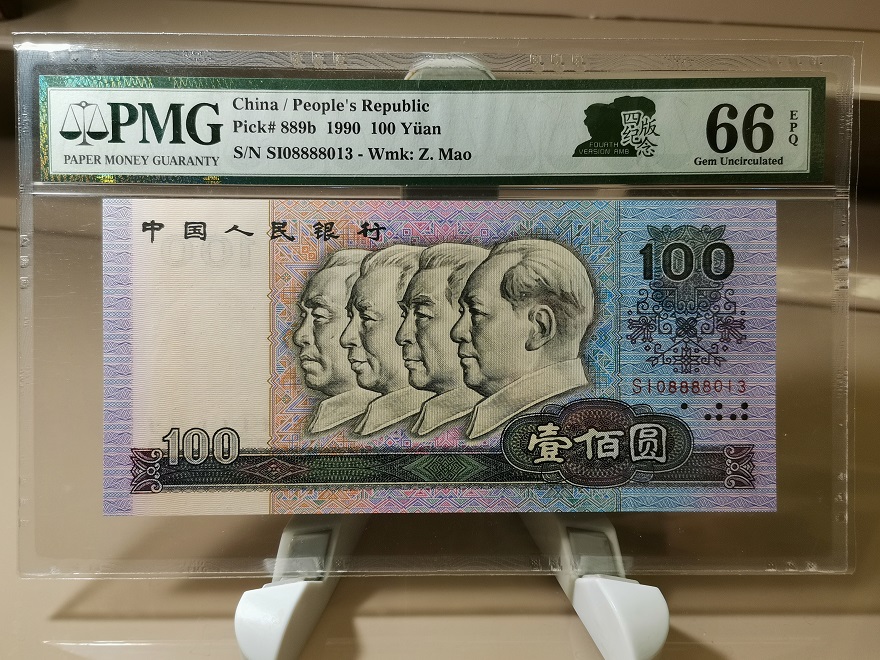 PMG
PAPER MONEY GUARANTY
China / People's Republic
Pick# 889b 1990 100 Yüan
S/N SI08888013 - Wmk: Z. Mao
四版
纪念
FOURTH
VERSION RMB
66
EPQ
Gem Uncirculated
中国人民银行
100
SI08888013
100
壹佰圆